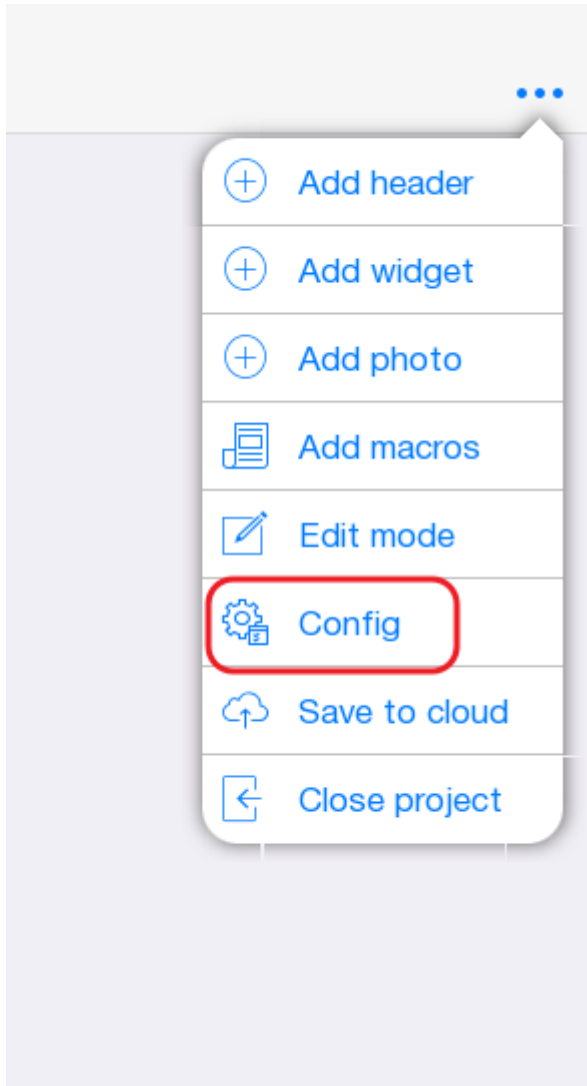 Add header
Add widget
Add photo
Add macros
Edit mode
Config
Save to cloud
Close project